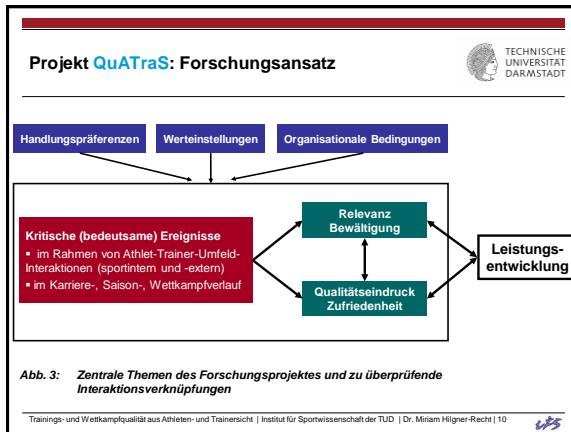 Projekt QuATraS: Forschungsansatz
TECHNISCHE
UNIVERSITÄT
DARMSTADT
Handlungspräferenzen
Werteinstellungen
Organisationale Bedingungen
Kritische (bedeutsame) Ereignisse
▪ im Rahmen von Athlet-Trainer-Umfeld-
Interaktionen (sportintern und -extern)
▪ im Karriere-, Saison-, Wettkampfverlauf
Relevanz
Bewältigung
Qualitätseindruck
Zufriedenheit
Leistungs-
entwicklung
Abb. 3: Zentrale Themen des Forschungsprojektes und zu überprüfende
Interaktionsverknüpfungen
Trainings- und Wettkampfqualität aus Athleten- und Trainersicht | Institut für Sportwissenschaft der TUD | Dr. Miriam Hilgner-Recht | 10